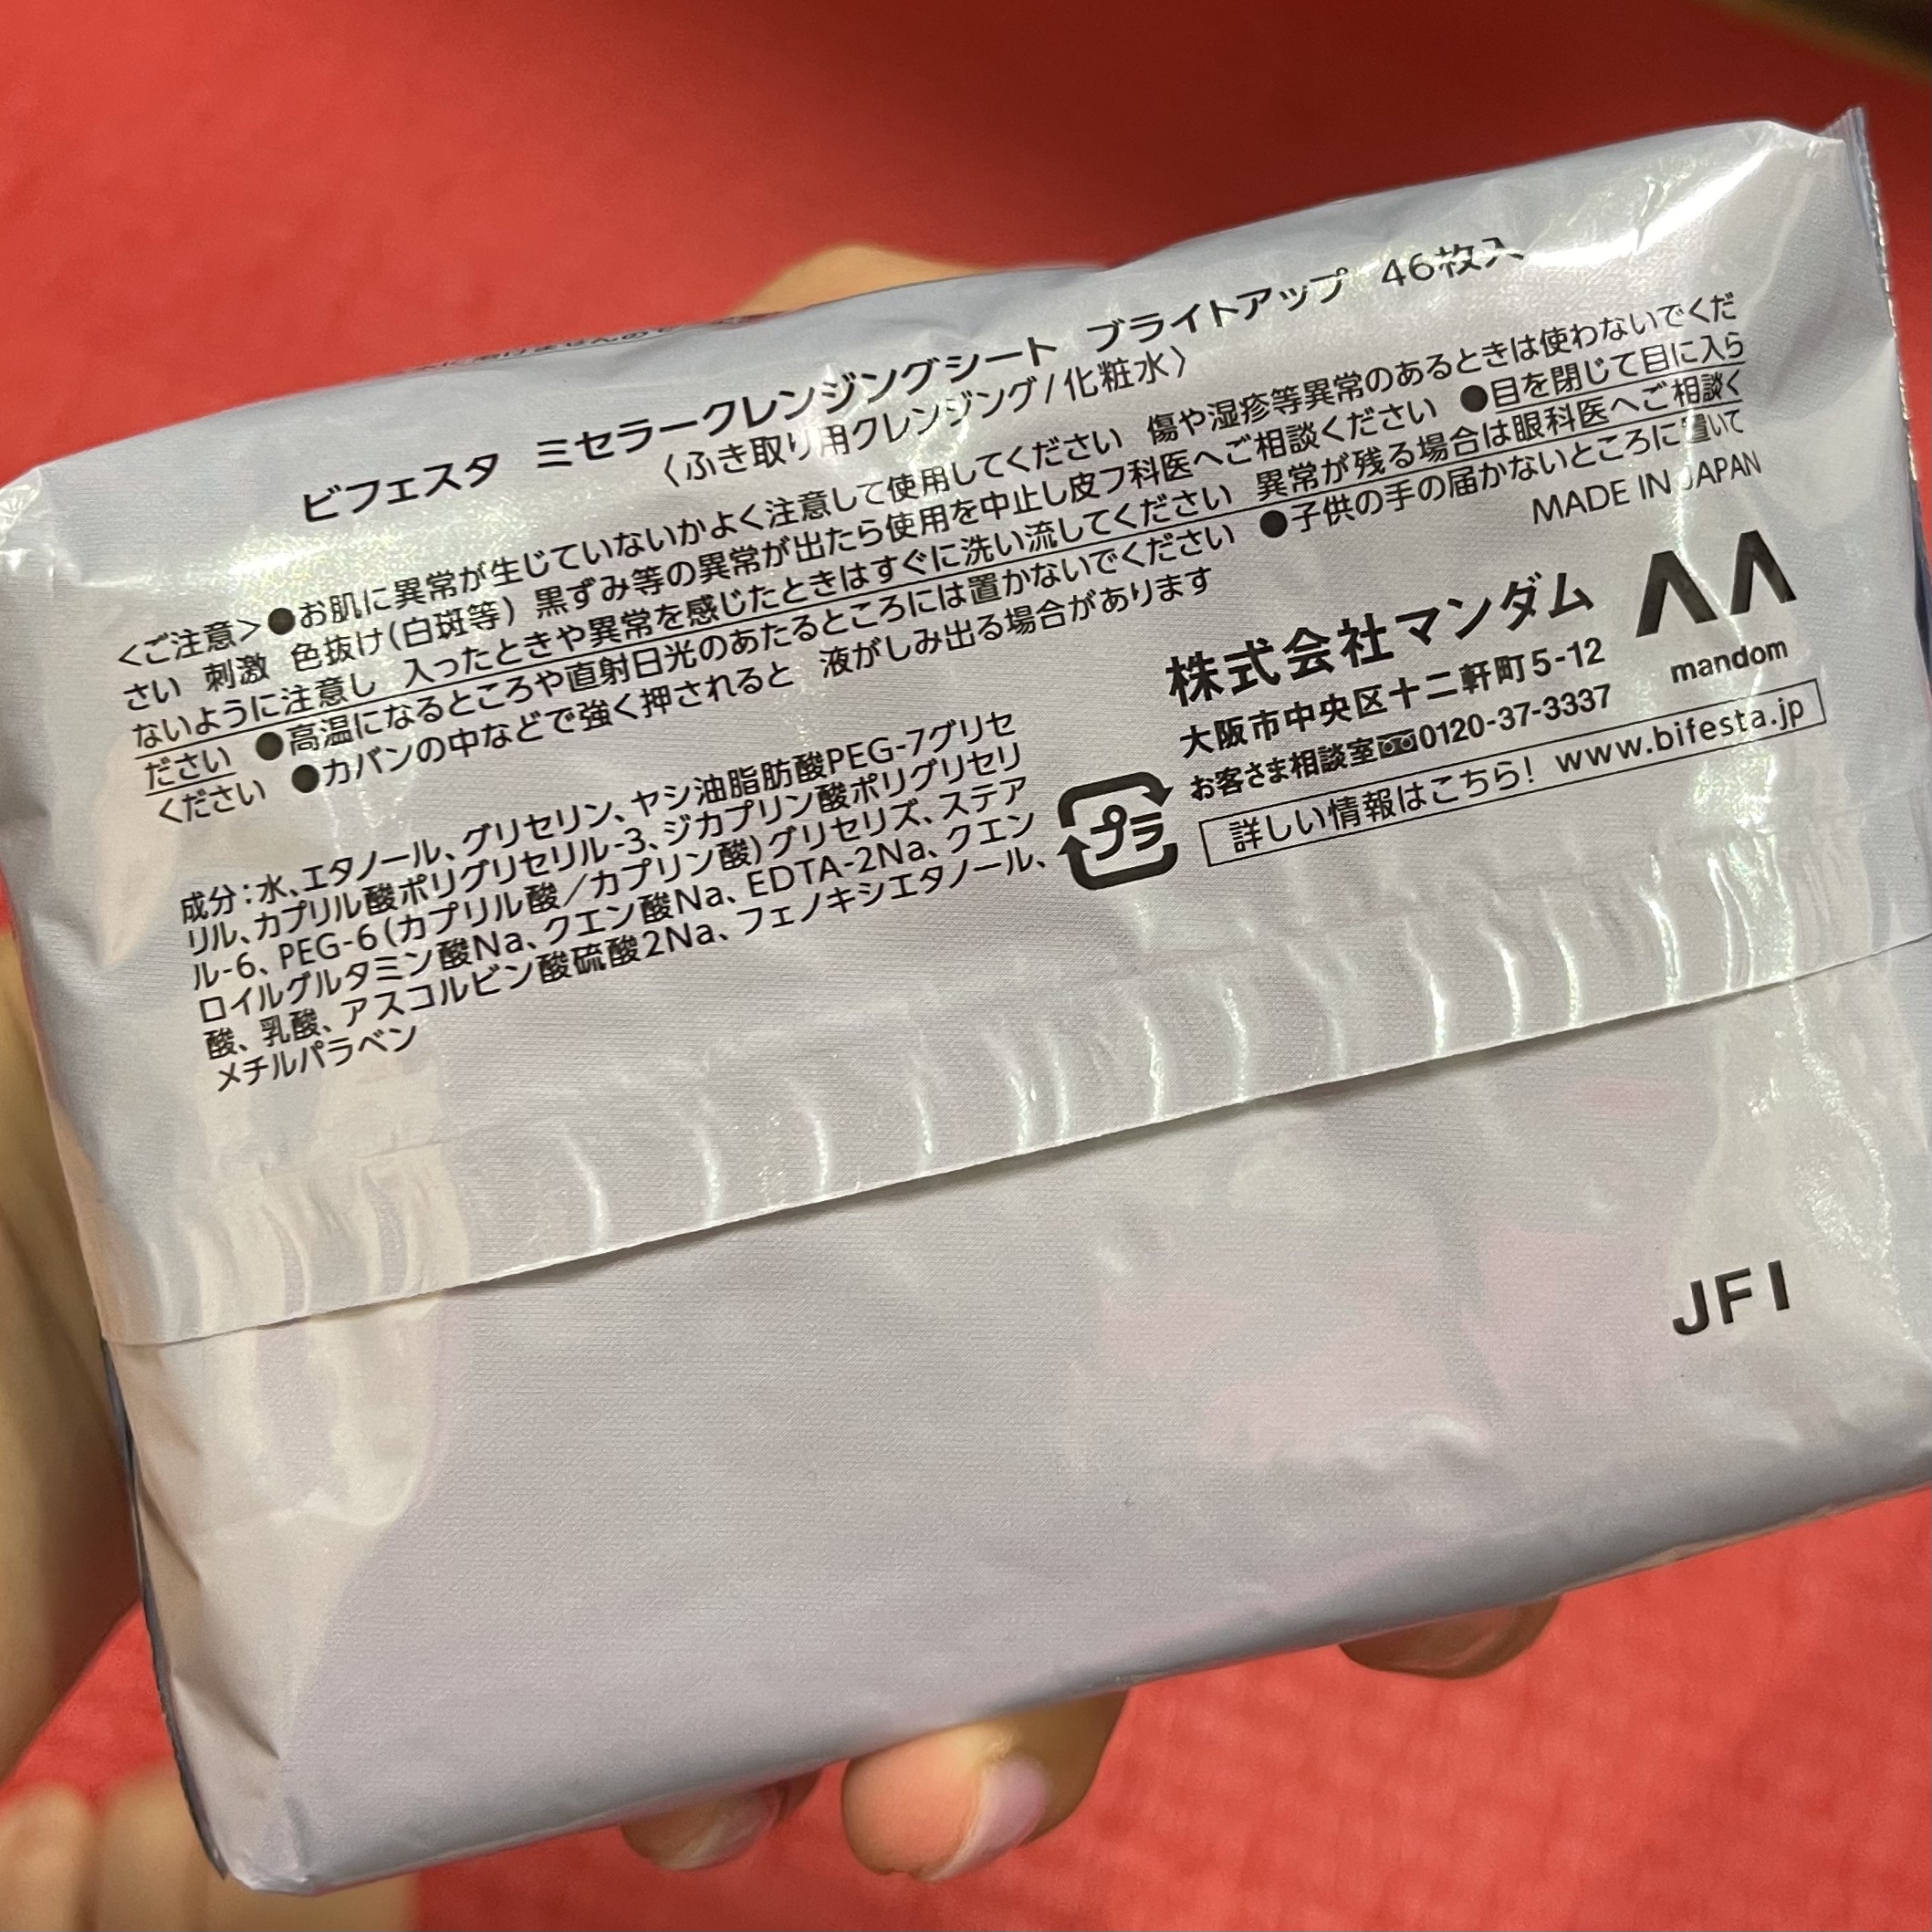 ビフェスタ ミセラークレンジングシート ブライトアップ 46枚入
〈ふき取り用クレンジング/化粧水〉
<ご注意>●お肌に異常が生じていないかよく注意して使用してください 傷や湿疹等異常のあるときは使わないでくだ
さい 刺激 色抜け(白斑等) 黒ずみ等の異常が出たら使用を中止し皮フ科医へご相談ください ●目を閉じて目に入ら
ないように注意し 入ったときや異常を感じたときはすぐに洗い流してください 異常が残る場合は眼科医へご相談く
ださい ●高温になるところや直射日光のあたるところには置かないでください ●子供の手の届かないところに置いて
ください ●カバンの中などで強く押されると 液がしみ出る場合があります
MADE IN JAPAN
成分:水、エタノール、グリセリン、ヤシ油脂肪酸PEG-7グリセ
リル、カプリル酸ポリグリセリル-3、ジカプリン酸ポリグリセリ
ル-6、PEG-6(カプリル酸/カプリン酸)グリセリズ、ステア
ロイルグルタミン酸Na、クエン酸Na、EDTA-2Na、クエン
酸、乳酸、アスコルビン酸硫酸2Na、フェノキシエタノール、
メチルパラベン
プラ
株式会社マンダム
大阪市中央区十二軒町5-12
お客さま相談室0120-37-3337
詳しい情報はこちら! www.bifesta.jp
mandom
JFI